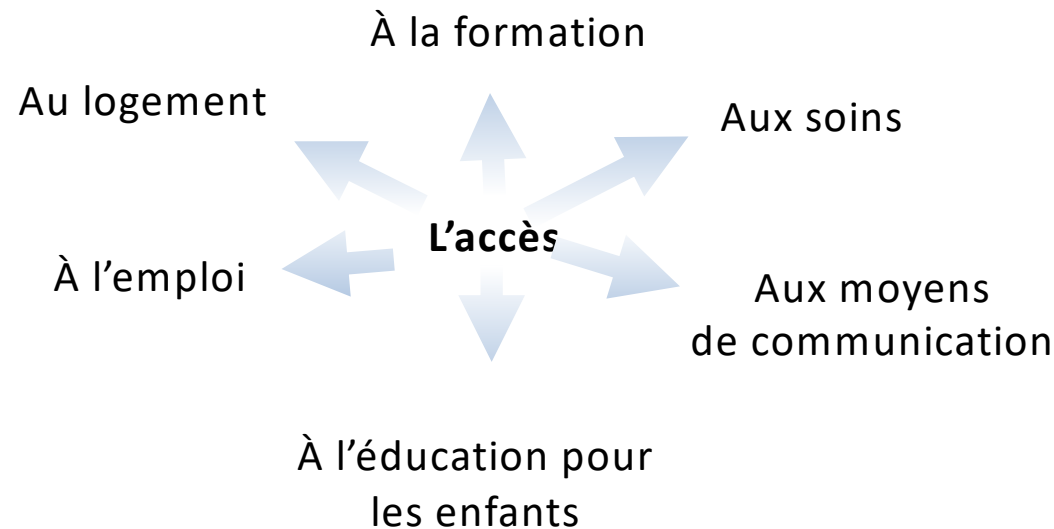 À la formation
Au logement
Aux soins
L’accès
À l’emploi
Aux moyens
de communication
À l’éducation pour
les enfants